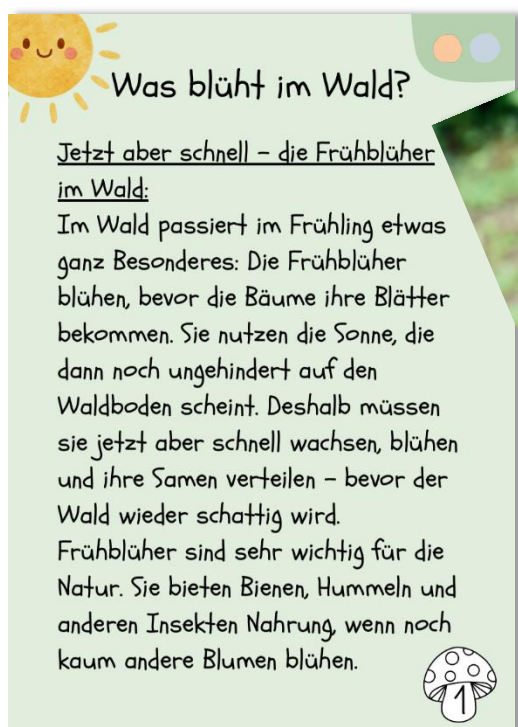 Was blüht im Wald?
Jetzt aber schnell – die Frühblüher
im Wald:
Im Wald passiert im Frühling etwas
ganz Besonderes: Die Frühblüher
blühen, bevor die Bäume ihre Blätter
bekommen. Sie nutzen die Sonne, die
dann noch ungehindert auf den
Waldboden scheint. Deshalb müssen
sie jetzt aber schnell wachsen, blühen
und ihre Samen verteilen – bevor der
Wald wieder schattig wird.
Frühblüher sind sehr wichtig für die
Natur. Sie bieten Bienen, Hummeln und
anderen Insekten Nahrung, wenn noch
kaum andere Blumen blühen.
1